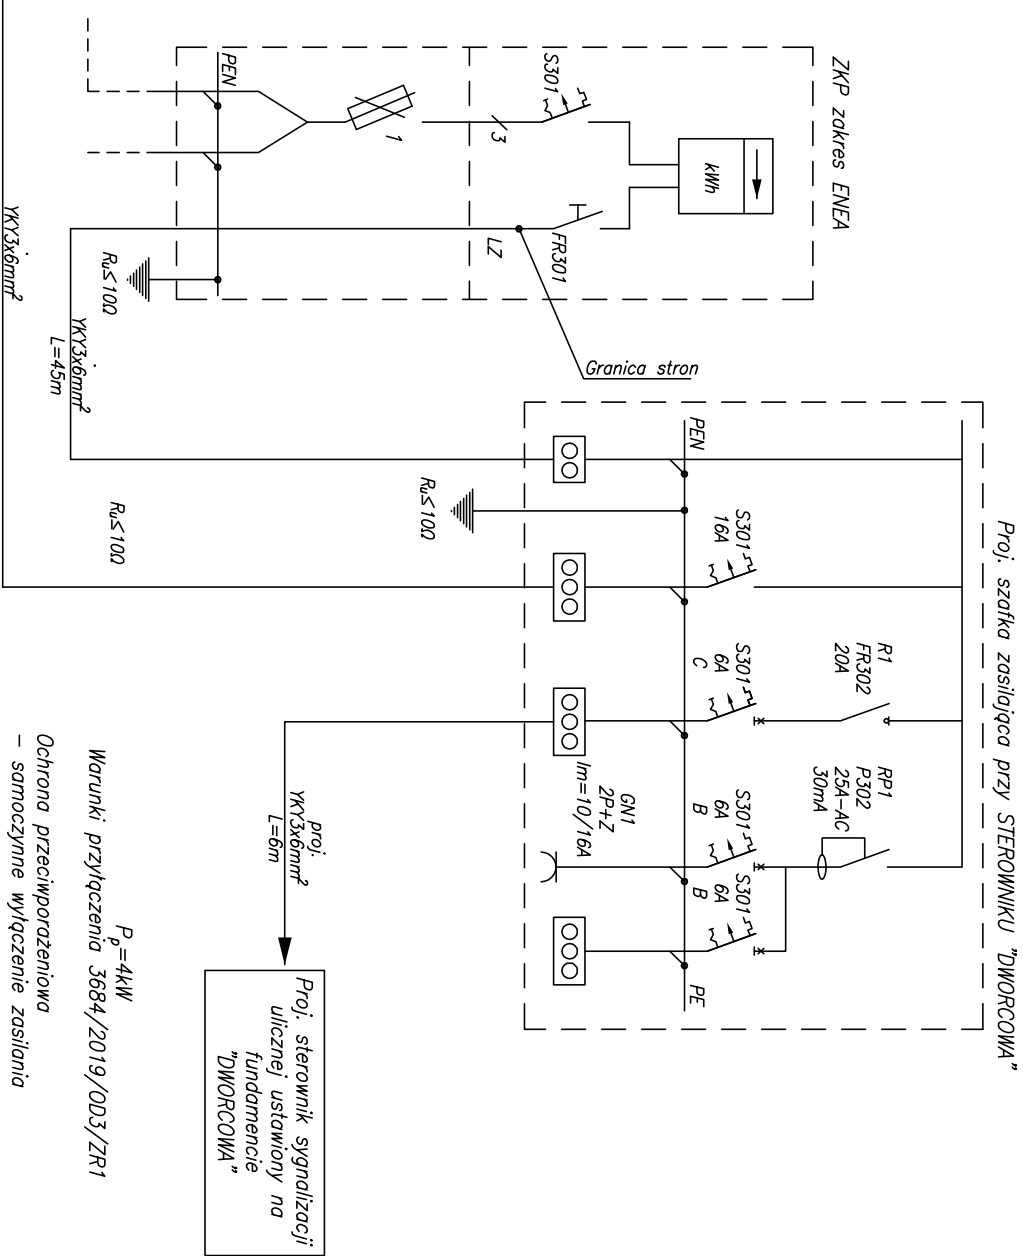 ZKP zakres ENEA
S301
kWh
FR301
3
LZ
1
PEN
Ru≤10Ω
YKY3x6mm²
YKY3x6mm²
L=45m
Granica stron
Proj. szafka zasilająca przy STEROWNIKU "DWORCOWA"
PEN
Ru≤10Ω
Ru≤10Ω
S301
16A
R1
FR302
20A
S301
6A
C
RP1
P302
25A-AC
30mA
S301
6A
B
S301
6A
B
GN1
2P+Z
Im=10/16A
PE
proj.
YKY3x6mm²
L=6m
Proj. sterownik sygnalizacji
ulicznej ustawiony na
fundamencie
"DWORCOWA"
Pp=4kW
Warunki przyłączenia 3684/2019/OD3/ZR1
Ochrona przeciwporażeniowa
- samoczynne wyłączenie zasilania